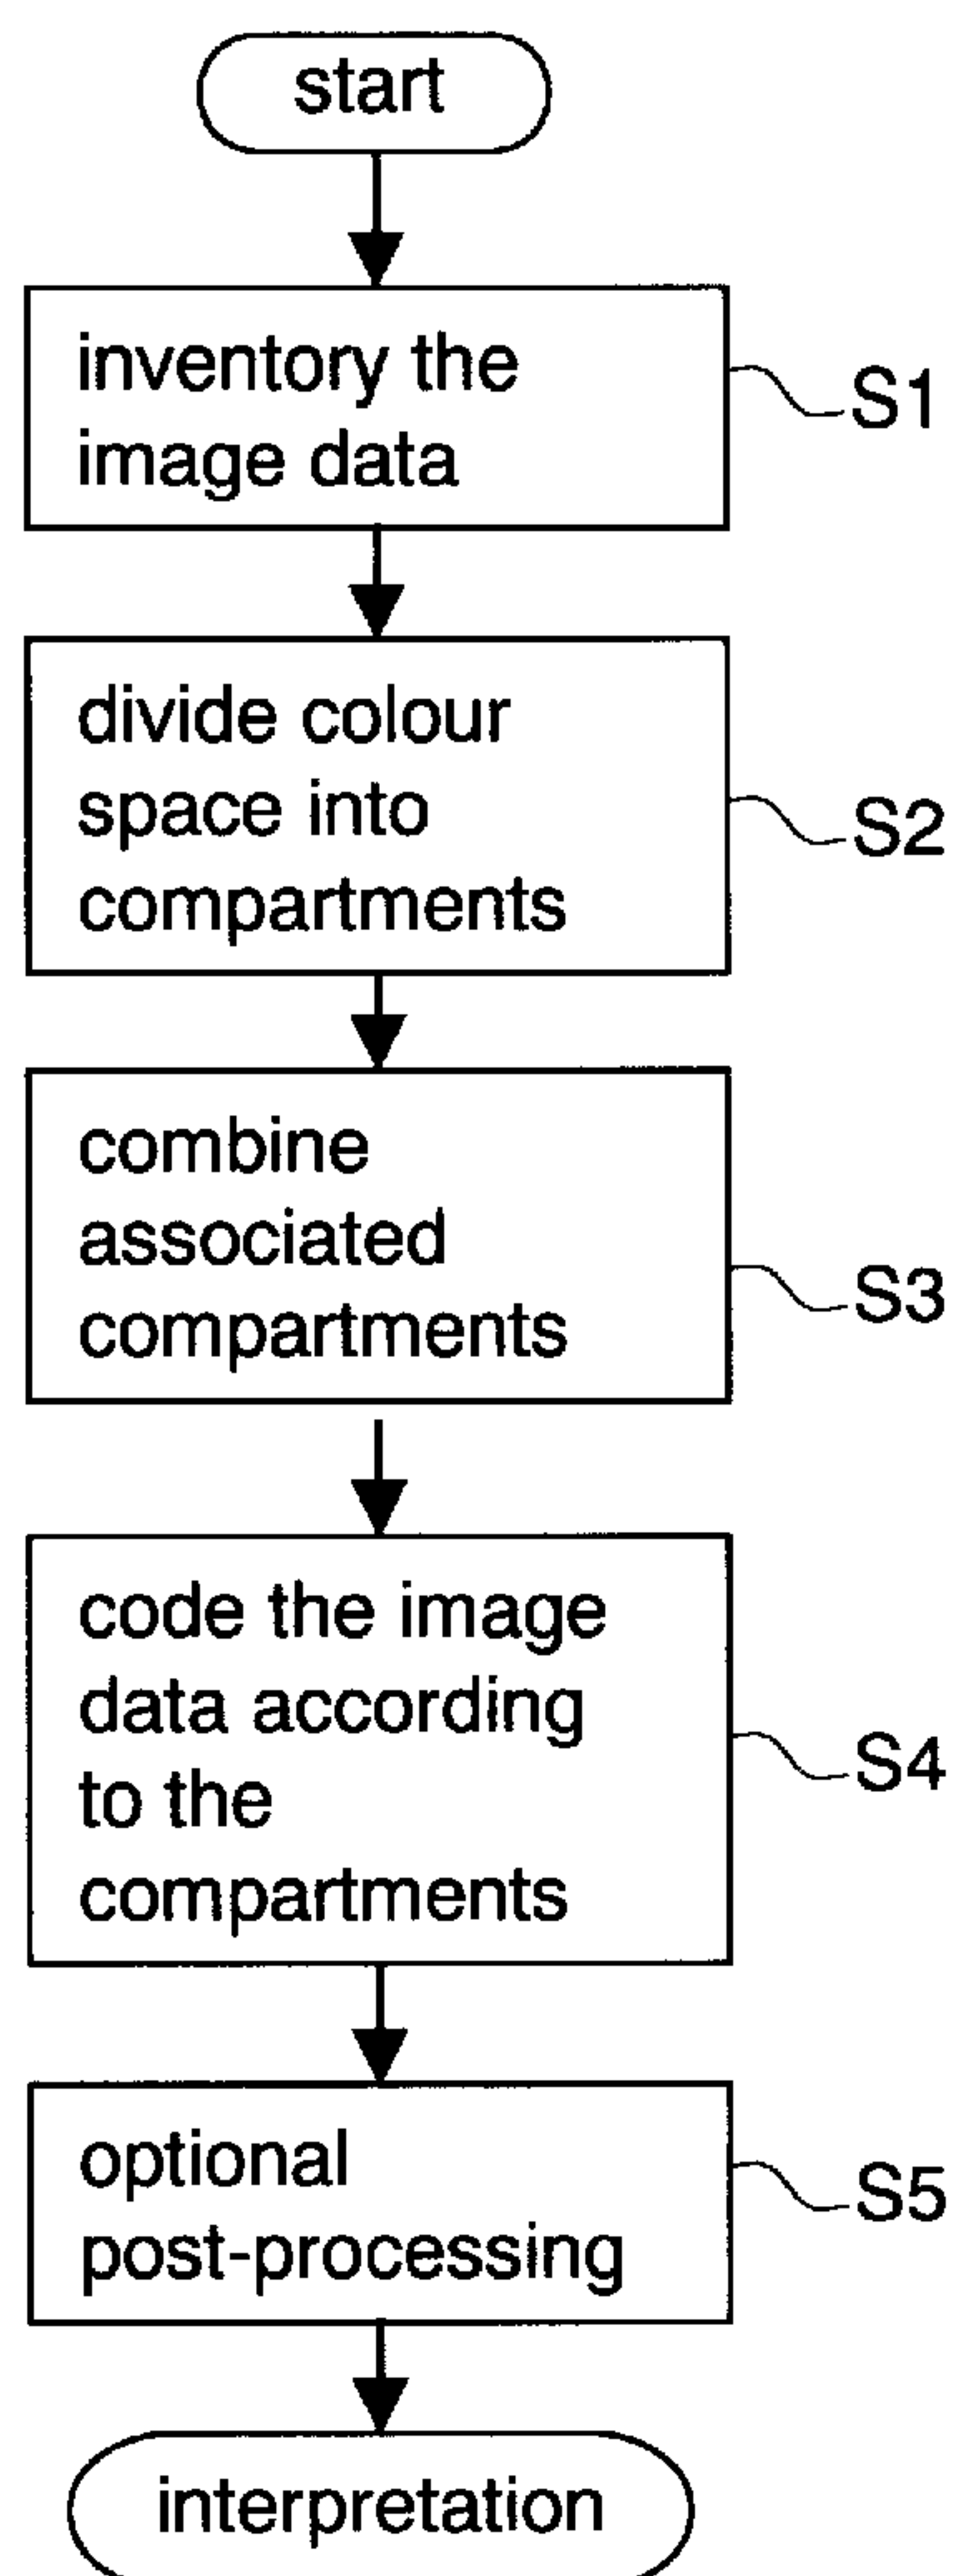 start
inventory the
image data
S1
divide colour
space into
compartments
S2
combine
associated
compartments
S3
code the image
data according
to the
compartments
S4
optional
post-processing
S5
interpretation